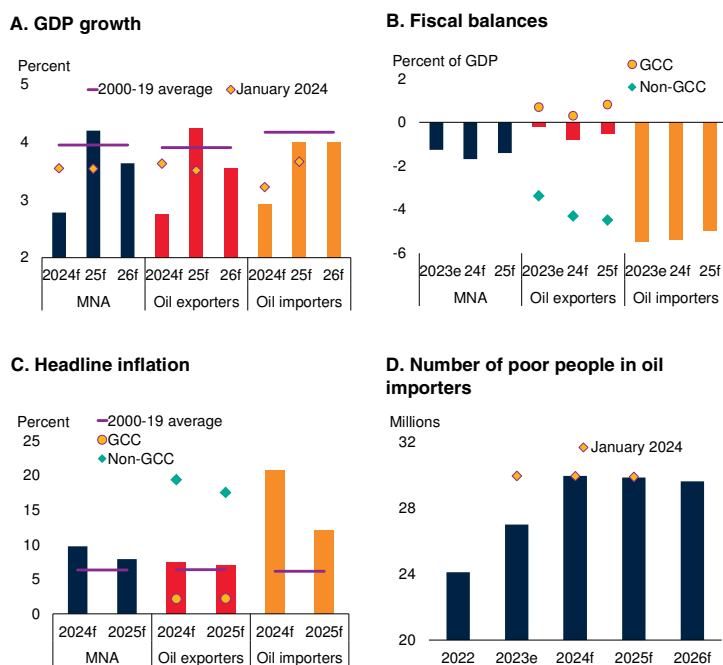 A. GDP growth
Percent
2000-19 average
January 2024
5
4
3
2
2024f 25f 26f 2024f 25f 26f 2024f 25f 26f
MNA Oil exporters Oil importers
B. Fiscal balances
Percent of GDP
GCC
Non-GCC
2
0
-2
-4
-6
2023e 24f 25f 2023e 24f 25f 2023e 24f 25f
MNA Oil exporters Oil importers
C. Headline inflation
Percent
2000-19 average
GCC
Non-GCC
25
20
15
10
5
0
2024f 2025f 2024f 2025f 2024f 2025f
MNA Oil exporters Oil importers
D. Number of poor people in oil
importers
Millions
January 2024
32
28
24
20
2022 2023e 2024f 2025f 2026f